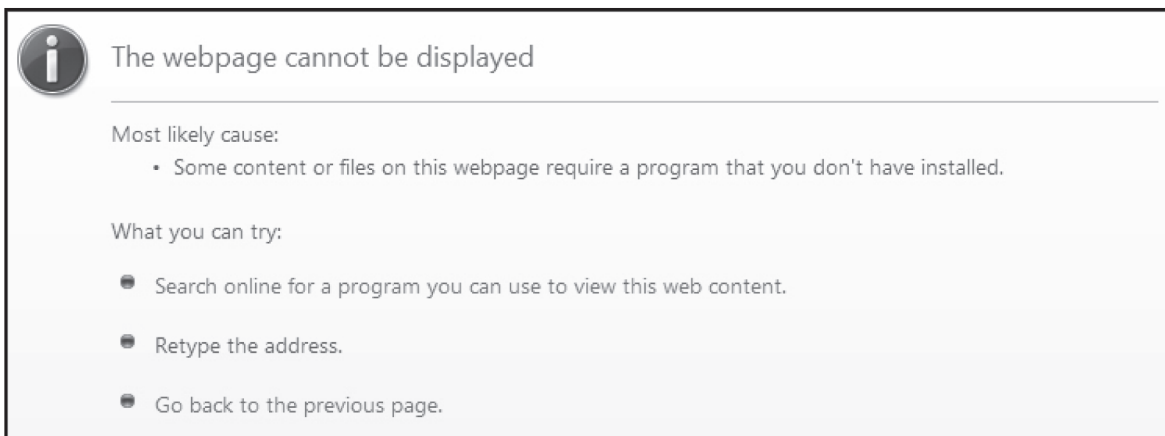 The webpage cannot be displayed
Most likely cause:
• Some content or files on this webpage require a program that you don't have installed.
What you can try:
Search online for a program you can use to view this web content.
Retype the address.
Go back to the previous page.